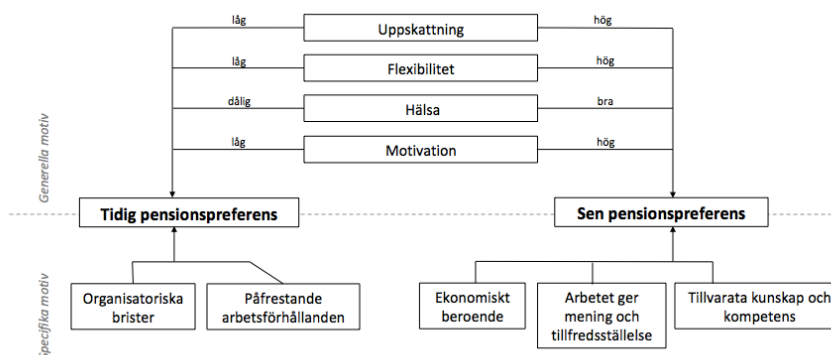 låg Uppskattning hög
låg Flexibilitet hög
dålig Hälsa bra
låg Motivation hög
Generella motiv
Tidig pensionspreferens Sen pensionspreferens
Specifika motiv
Organisatoriska
brister
Påfrestande
arbetsförhållanden
Ekonomiskt
beroende
Arbetet ger
mening och
tillfredsställelse
Tillvarata kunskap och
kompetens